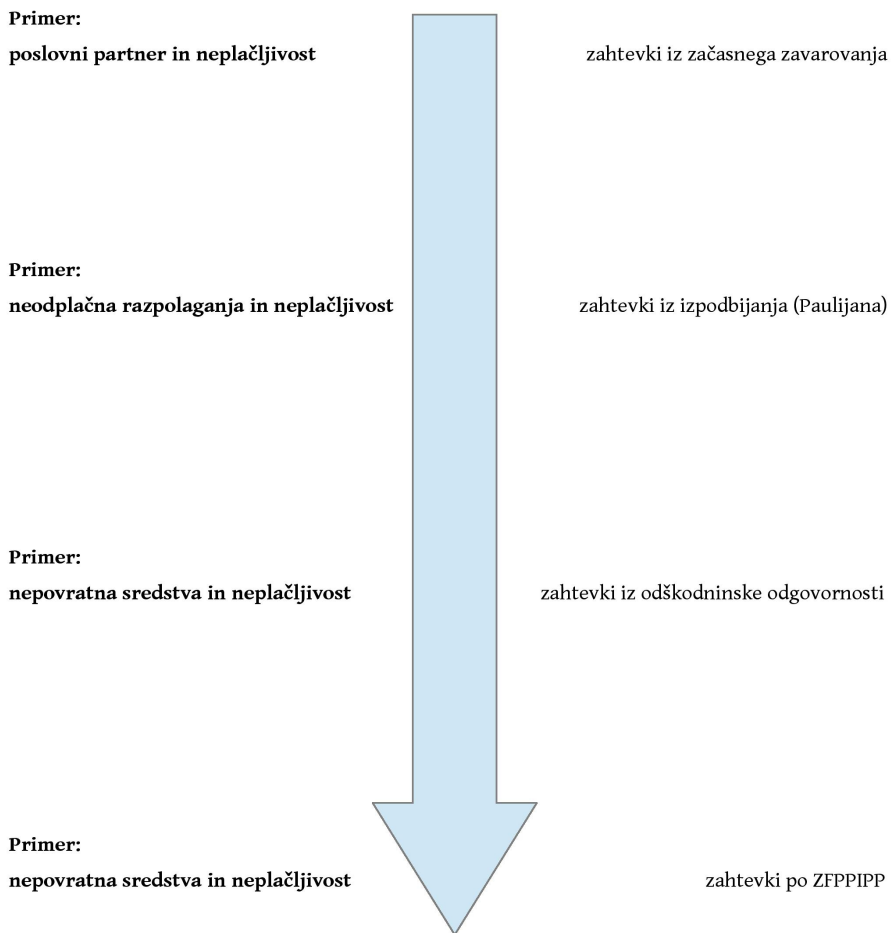 Primer:
poslovni partner in neplačljivost
zahtevki iz začasnega zavarovanja
Primer:
neodplačna razpolaganja in neplačljivost
zahtevki iz izpodbijanja (Paulijana)
Primer:
nepovratna sredstva in neplačljivost
zahtevki iz odškodninske odgovornosti
Primer:
nepovratna sredstva in neplačljivost
zahtevki po ZFPPIPP